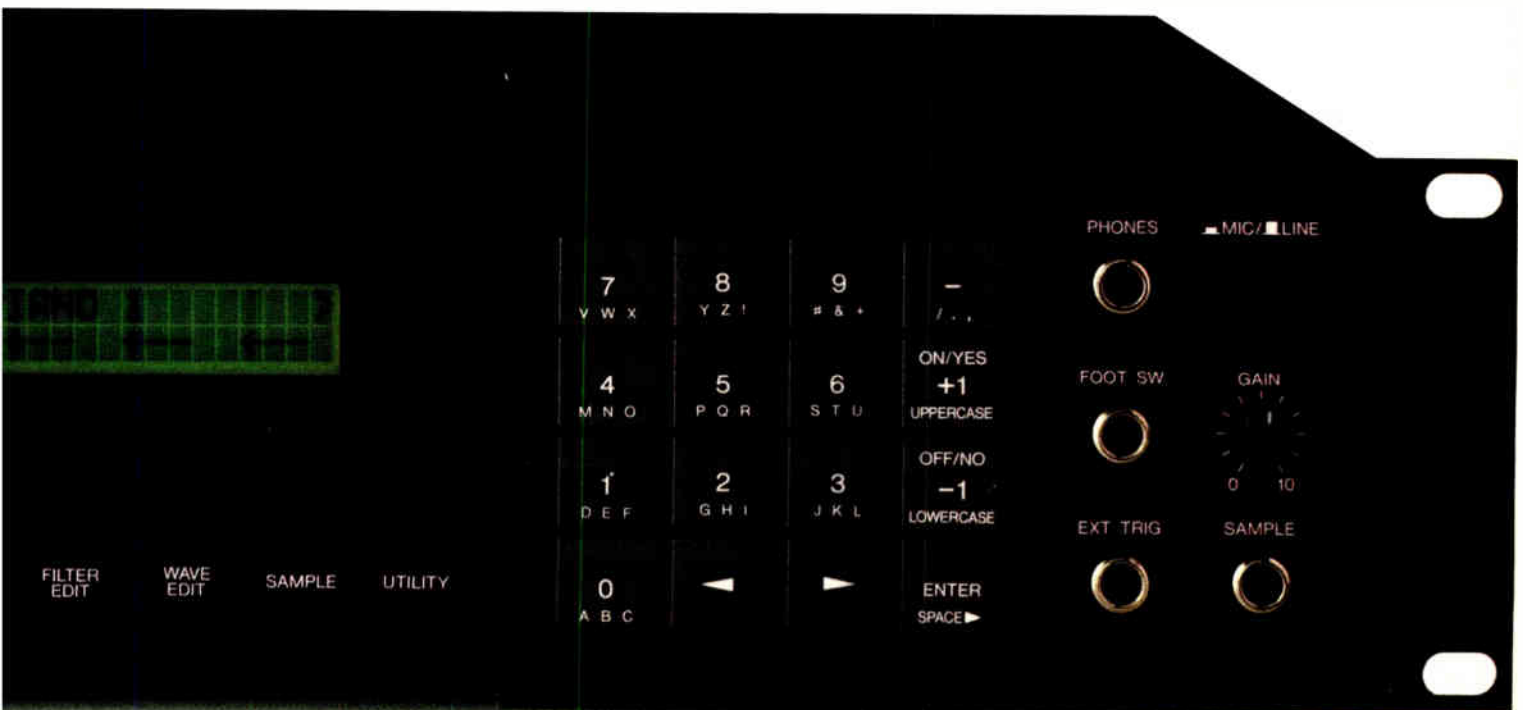 PHONES
MIC/ LINE
7
8
9
–
V W X
Y Z !
# & +
/ . ,
ON/YES
4
5
6
+1
M N O
P Q R
S T U
UPPERCASE
FOOT SW
GAIN
OFF/NO
1
2
3
−1
D E F
G H I
J K L
LOWERCASE
0 10
EXT TRIG
SAMPLE
FILTER
EDIT
WAVE
EDIT
SAMPLE
UTILITY
0
◄
►
ENTER
A B C
SPACE►